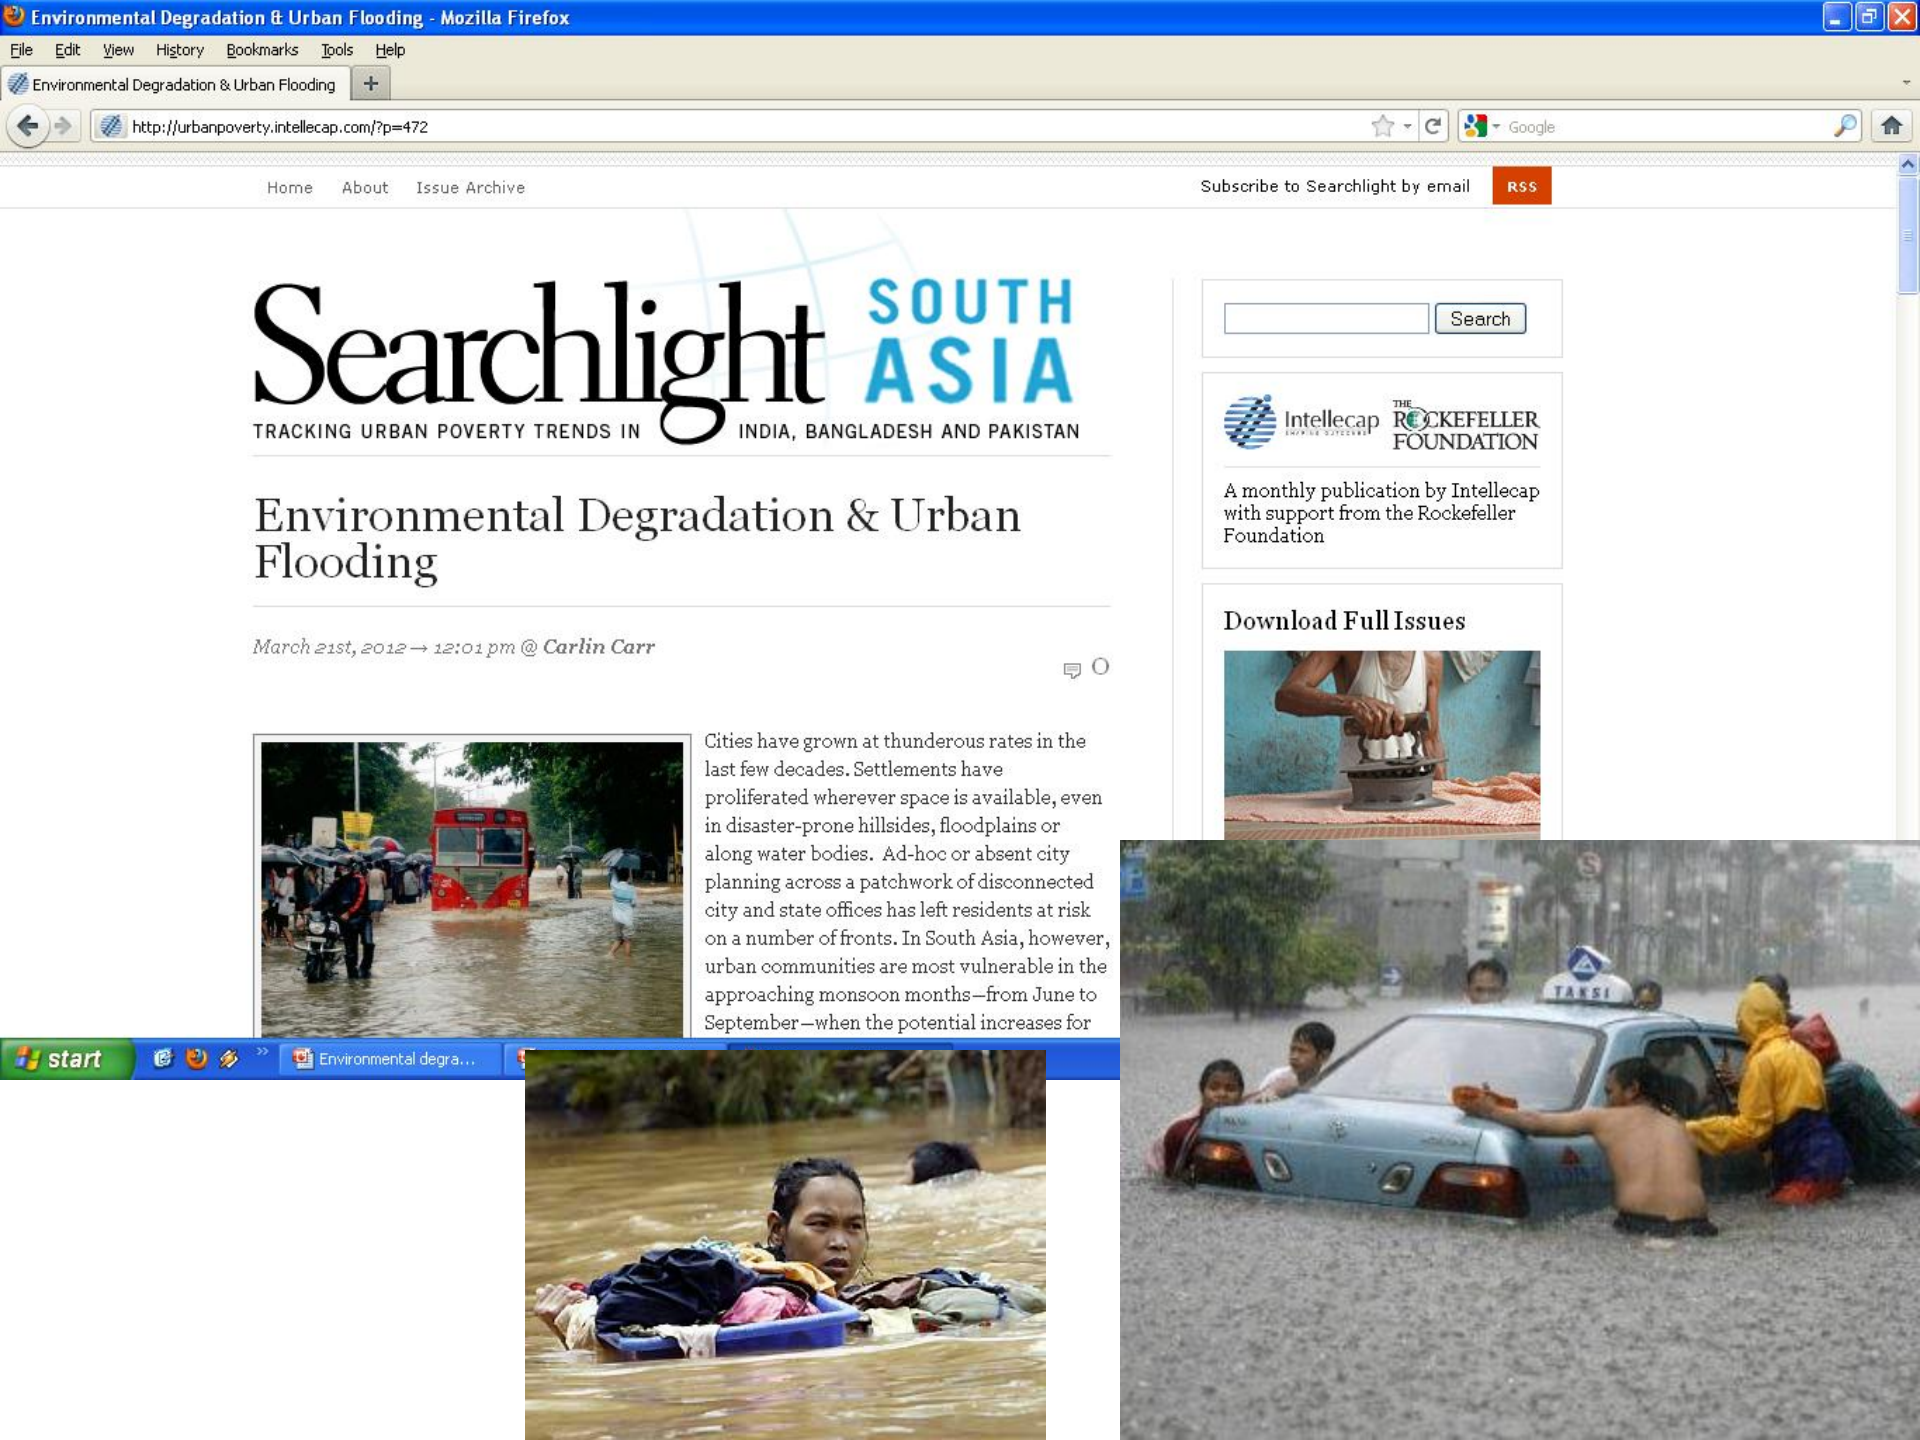 Environmental Degradation & Urban Flooding - Mozilla Firefox
File Edit View History Bookmarks Tools Help
Environmental Degradation & Urban Flooding
http://urbanpoverty.intellecap.com/?p=472
Google
Home About Issue Archive
Subscribe to Searchlight by email
RSS
Searchlight SOUTH ASIA
TRACKING URBAN POVERTY TRENDS IN INDIA, BANGLADESH AND PAKISTAN
Environmental Degradation & Urban
Flooding
March 21st, 2012 → 12:01 pm @ Carlin Carr
0
Cities have grown at thunderous rates in the
last few decades. Settlements have
proliferated wherever space is available, even
in disaster-prone hillsides, floodplains or
along water bodies. Ad-hoc or absent city
planning across a patchwork of disconnected
city and state offices has left residents at risk
on a number of fronts. In South Asia, however,
urban communities are most vulnerable in the
approaching monsoon months—from June to
September—when the potential increases for
Search
Intellecap
THE ROCKEFELLER
FOUNDATION
A monthly publication by Intellecap
with support from the Rockefeller
Foundation
Download Full Issues
TAKSI
start
Environmental degra...